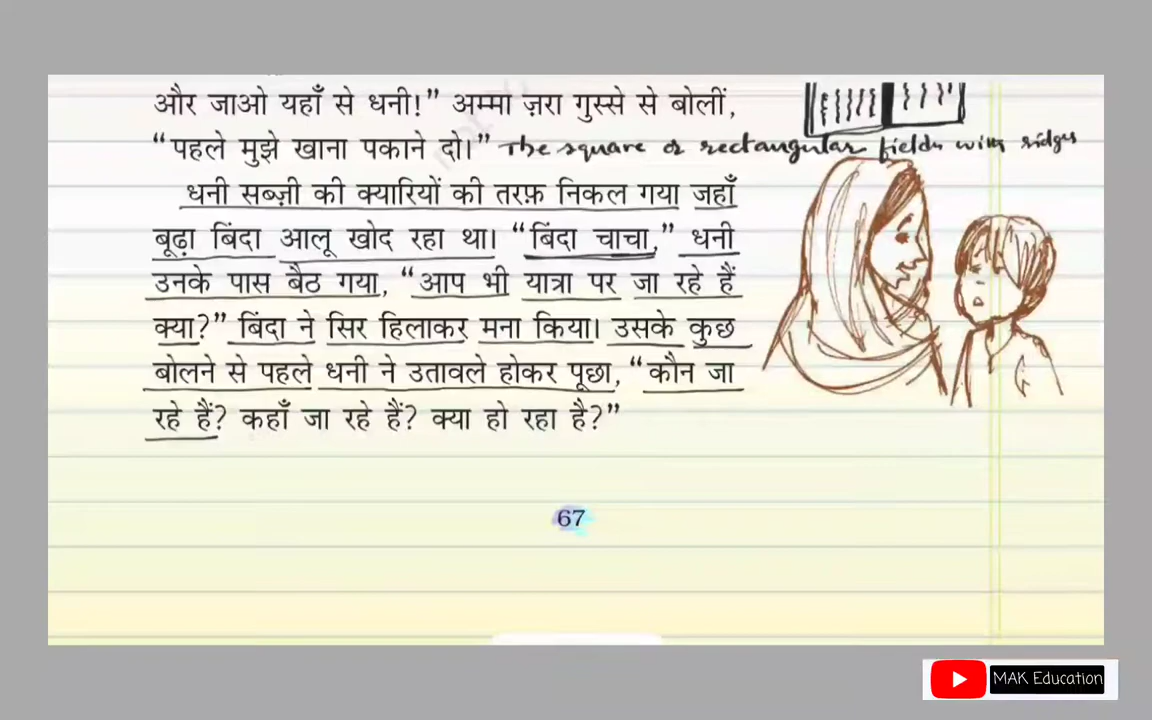 और जाओ यहाँ से धनी!” अम्मा ज़रा गुस्से से बोलीं,
“पहले मुझे खाना पकाने दो।” The square or rectangular fields with ridges
धनी सब्ज़ी की क्यारियों की तरफ़ निकल गया जहाँ
बूढ़ा बिंदा आलू खोद रहा था। “बिंदा चाचा,” धनी
उनके पास बैठ गया, “आप भी यात्रा पर जा रहे हैं
क्या?” बिंदा ने सिर हिलाकर मना किया। उसके कुछ
बोलने से पहले धनी ने उतावले होकर पूछा, “कौन जा
रहे हैं? कहाँ जा रहे हैं? क्या हो रहा है?”
67
MAK Education